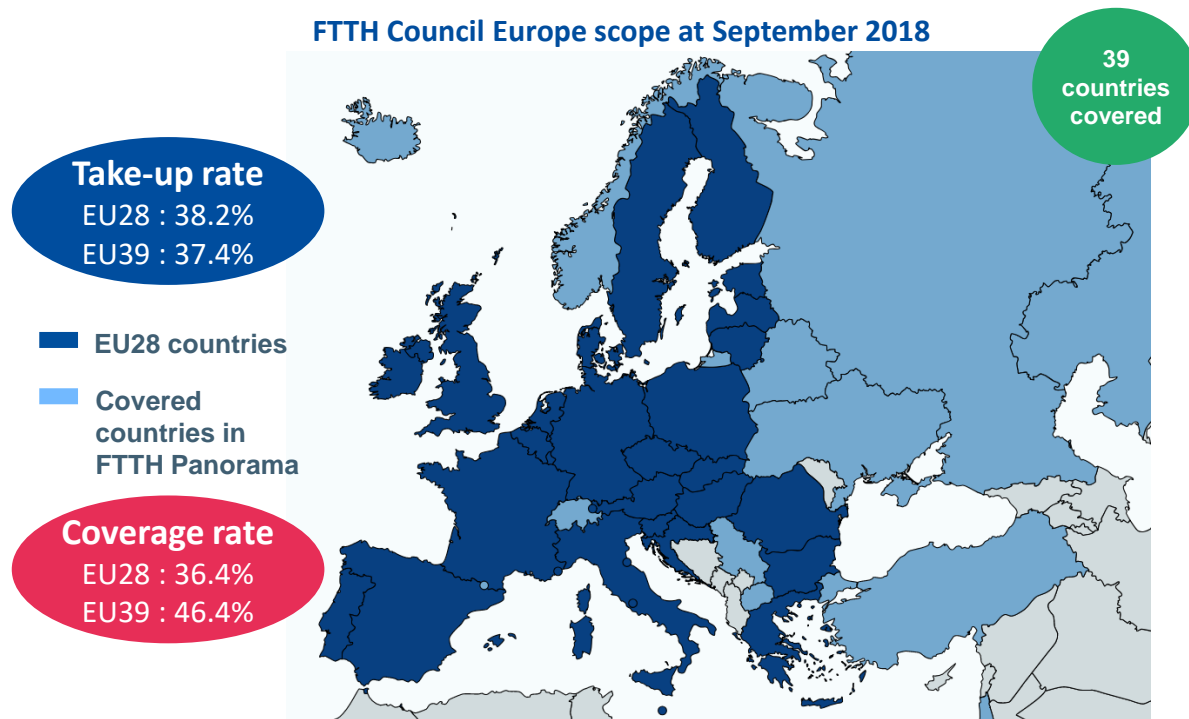 FTTH Council Europe scope at September 2018
39
countries
covered
Take-up rate
EU28 : 38.2%
EU39 : 37.4%
EU28 countries
Covered
countries in
FTTH Panorama
Coverage rate
EU28 : 36.4%
EU39 : 46.4%